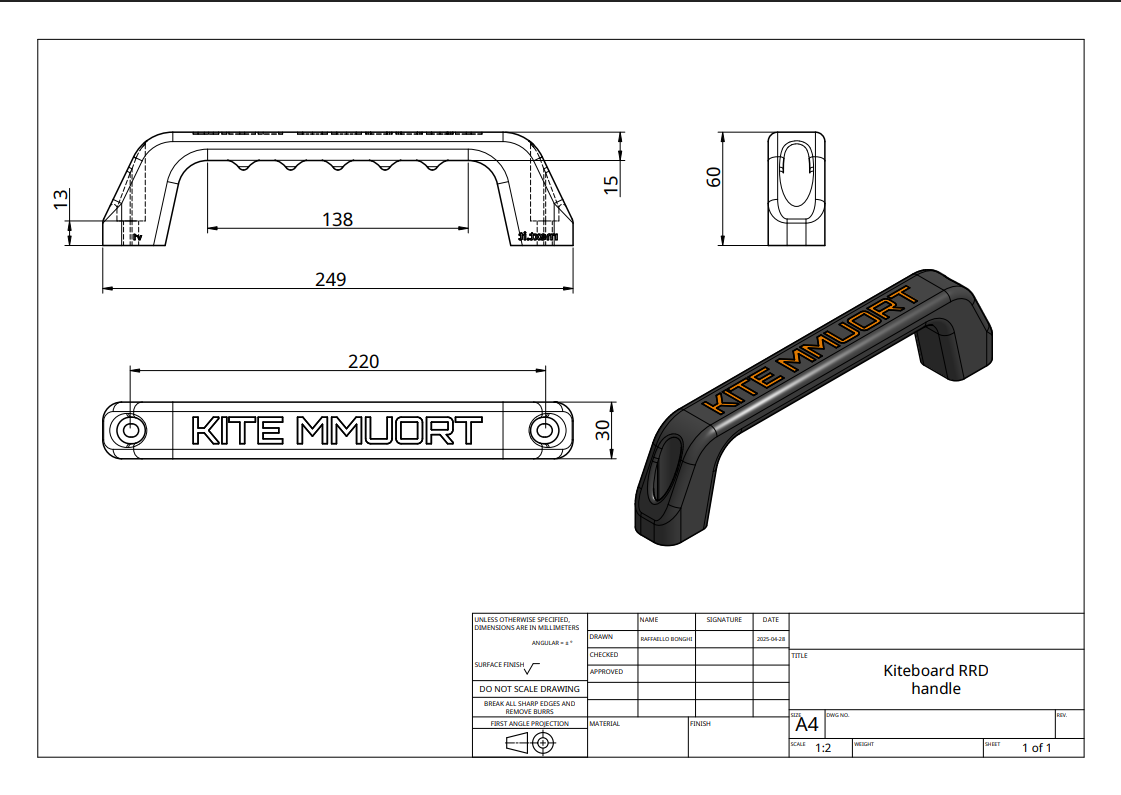 13
138
249
15
60
220
KITE MMUORT
30
KITE MMUORT
UNLESS OTHERWISE SPECIFIED,
DIMENSIONS ARE IN MILLIMETERS
ANGULAR = ± °
SURFACE FINISH
DO NOT SCALE DRAWING
BREAK ALL SHARP EDGES AND
REMOVE BURRS
FIRST ANGLE PROJECTION
NAME SIGNATURE DATE
DRAWN RAFFAELLO BONGHI 2025-04-28
CHECKED
APPROVED
MATERIAL FINISH
TITLE
Kiteboard RRD
handle
SIZE A4 DWG NO. REV.
SCALE 1:2 WEIGHT SHEET 1 of 1